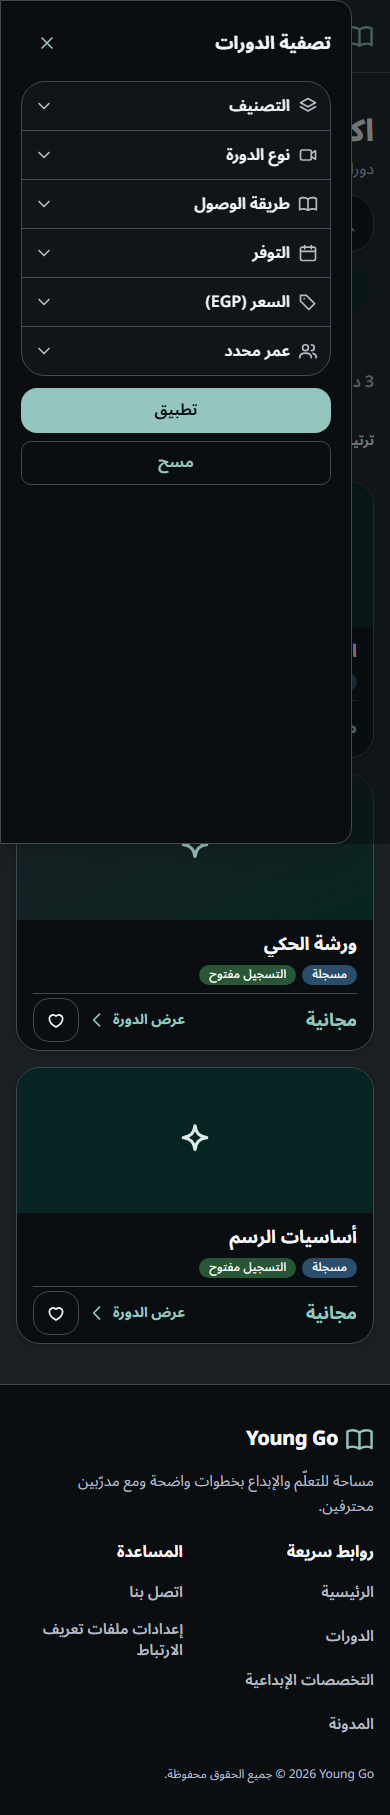 تصفية الدورات
التصنيف
نوع الدورة
طريقة الوصول
التوفر
السعر (EGP)
عمر محدد
تطبيق
مسح
ورشة الحكي
مسجلة
التسجيل مفتوح
مجانية
عرض الدورة
أساسيات الرسم
مسجلة
التسجيل مفتوح
مجانية
عرض الدورة
Young Go
مساحة للتعلّم والإبداع بخطوات واضحة ومع مدرّبين
محترفين.
روابط سريعة
الرئيسية
الدورات
التخصصات الإبداعية
المدونة
المساعدة
اتصل بنا
إعدادات ملفات تعريف
الارتباط
Young Go 2026 © جميع الحقوق محفوظة.